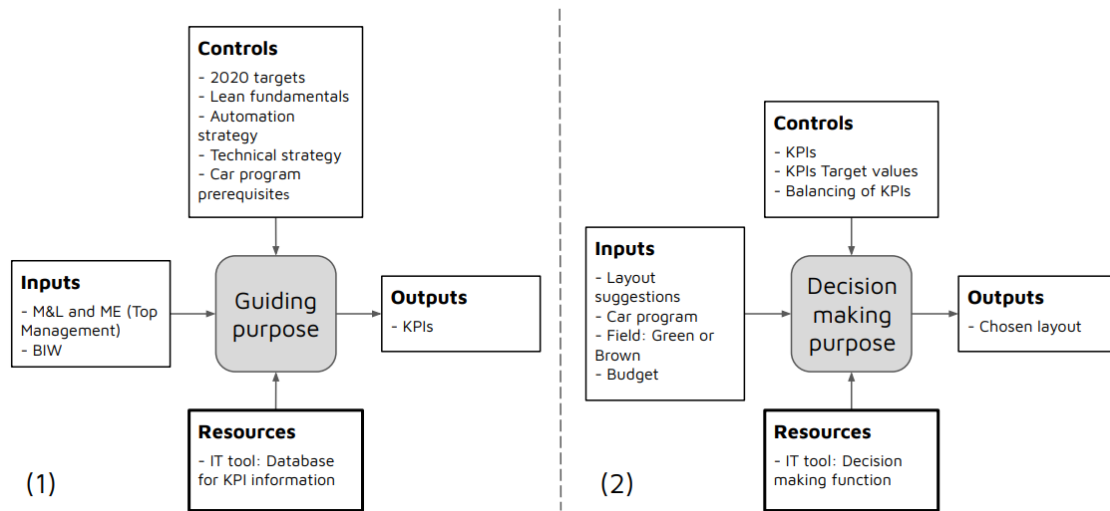 Controls
- 2020 targets
- Lean fundamentals
- Automation
strategy
- Technical strategy
- Car program
prerequisites
Inputs
- M&L and ME (Top
Management)
- BIW
Guiding
purpose
Outputs
- KPIs
Resources
- IT tool: Database
for KPI information
(1)
Controls
- KPIs
- KPIs Target values
- Balancing of KPIs
Inputs
- Layout
suggestions
- Car program
- Field: Green or
Brown
- Budget
Decision
making
purpose
Outputs
- Chosen layout
Resources
- IT tool: Decision
making function
(2)